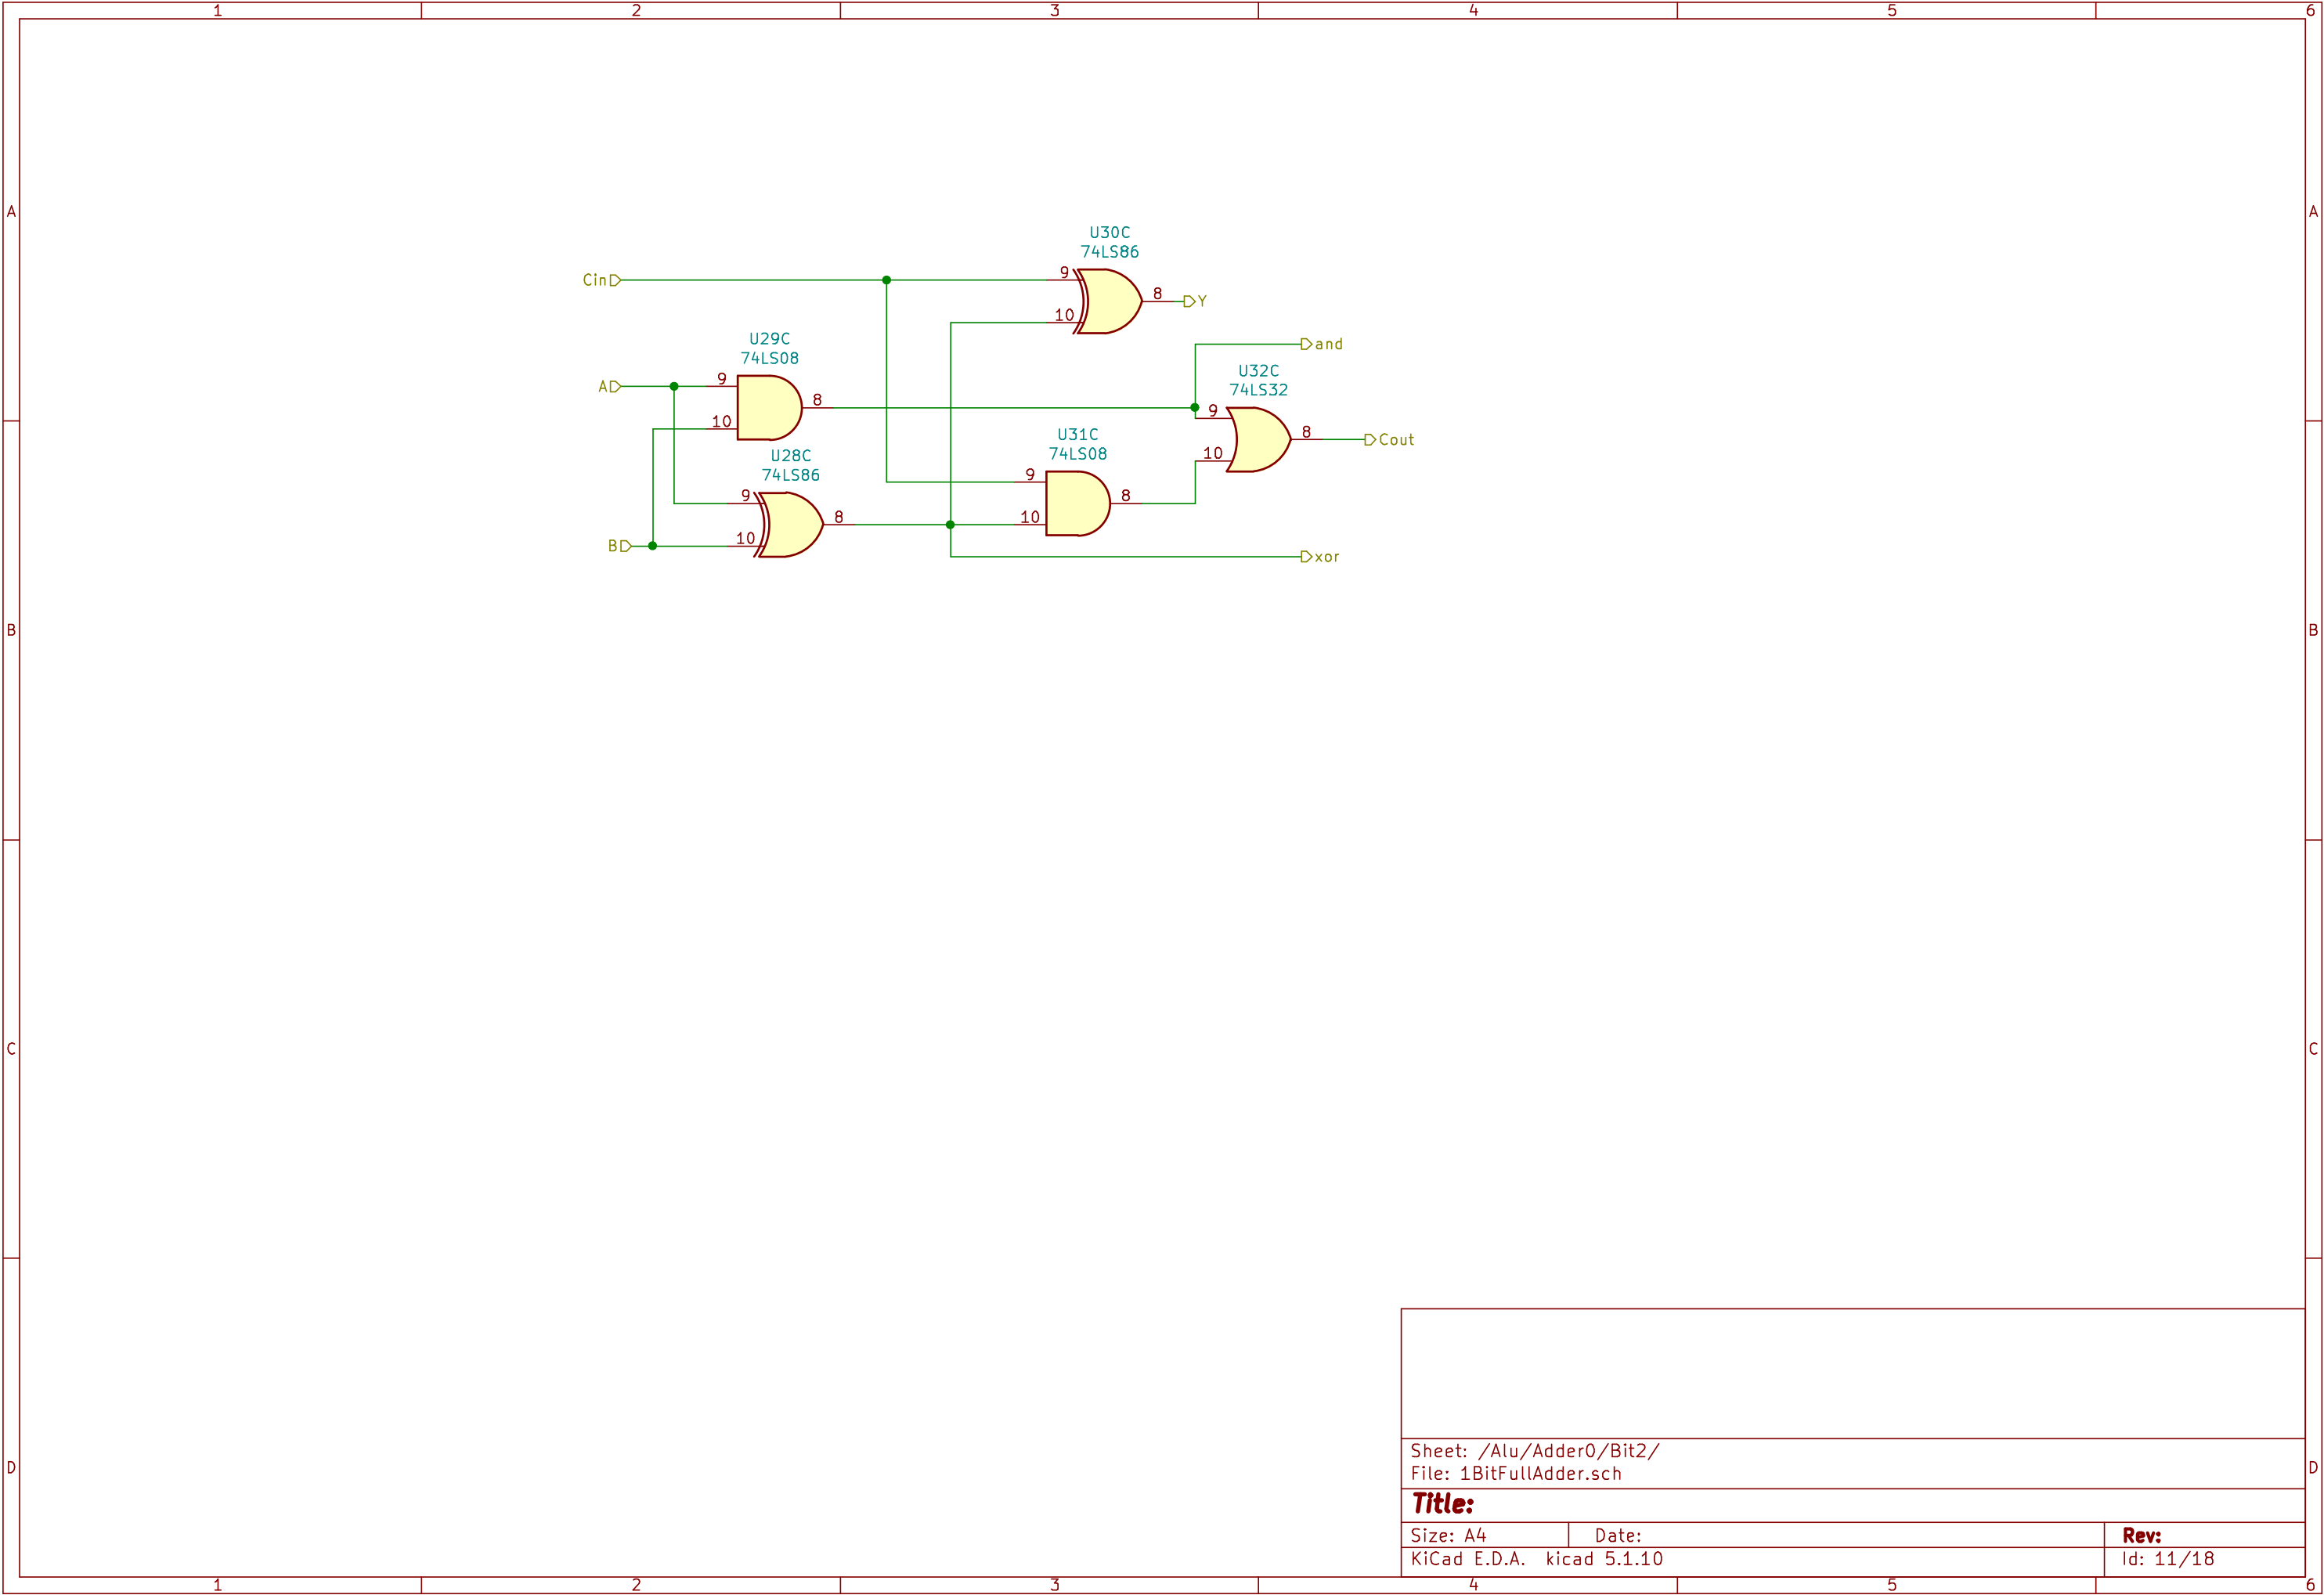 1 2 3 4 5 6
A A
U30C
74LS86
Cin 9 8 Y
10
U29C
74LS08
and
U32C
74LS32
A 9 8 9
10
U31C
74LS08
8 Cout
10
U28C
74LS86
9 8
9 8
10
B 10
xor
B B
C C
D D
Sheet: /Alu/Adder0/Bit2/
File: 1BitFullAdder.sch
Title:
Size: A4 Date: Rev:
KiCad E.D.A. kicad 5.1.10 Id: 11/18
1 2 3 4 5 6